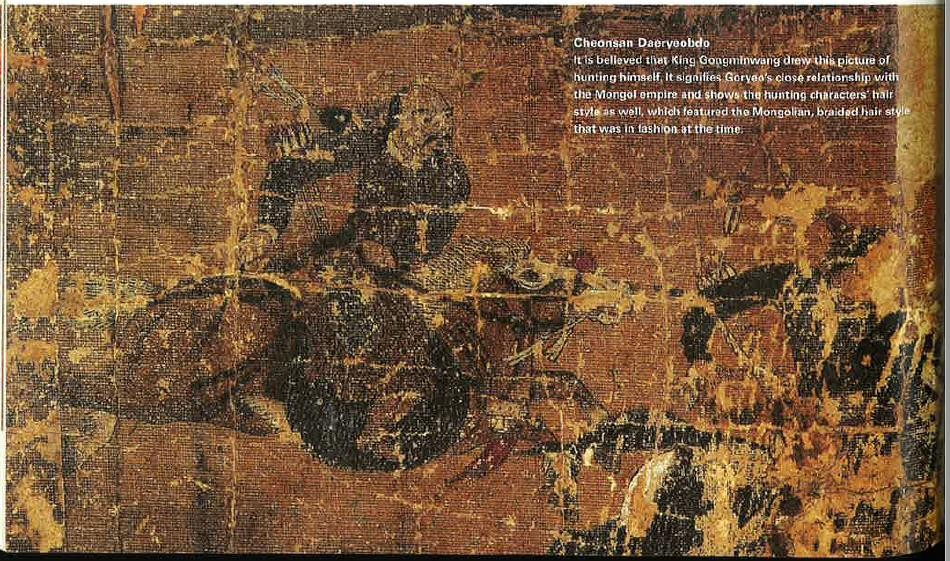 Cheonsan Daeryeobdo
It is believed that King Gongminwang drew this picture of
hunting himself. It signifies Goryeo's close relationship with
the Mongol empire and shows the hunting characters' hair
style as well, which featured the Mongolian, braided hair style
that was in fashion at the time.